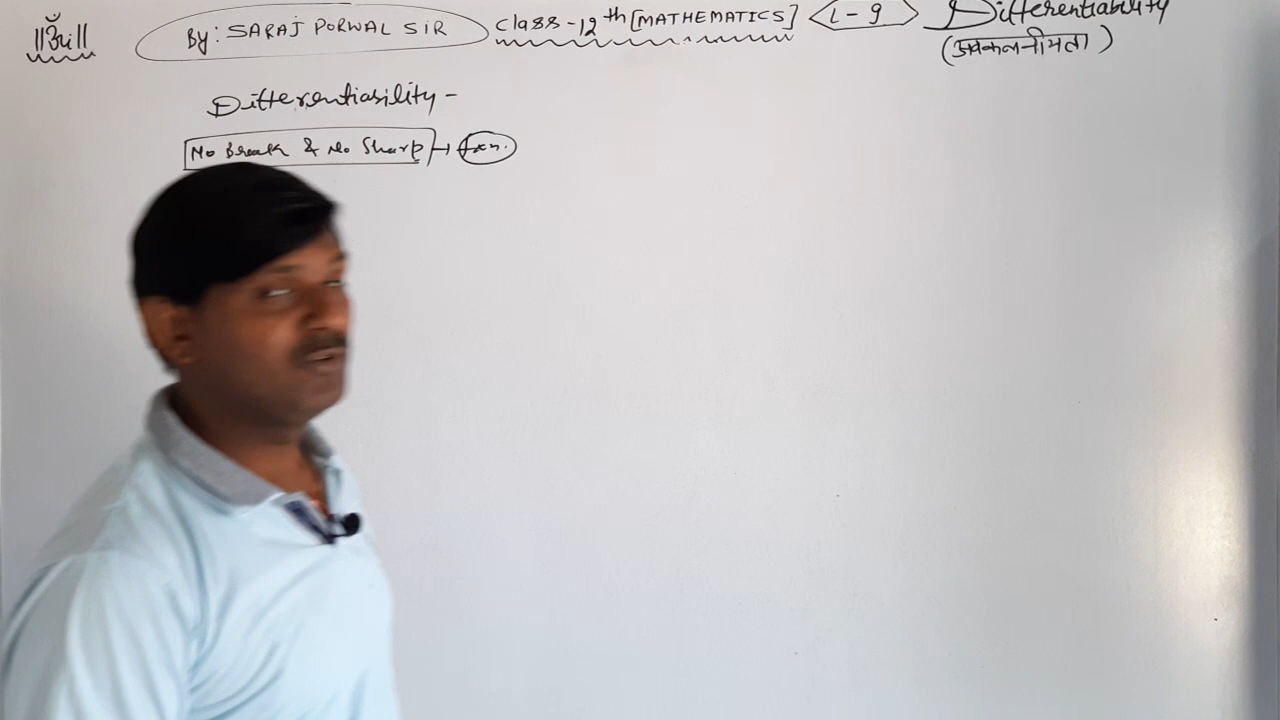 ॥ॐ॥ By: SARAJ PORWAL SIR Class-12th [MATHEMATICS] L-9 Differentiability
(अवकलनीयता)
Differentiability -
No Break & No Sharp → fxn.